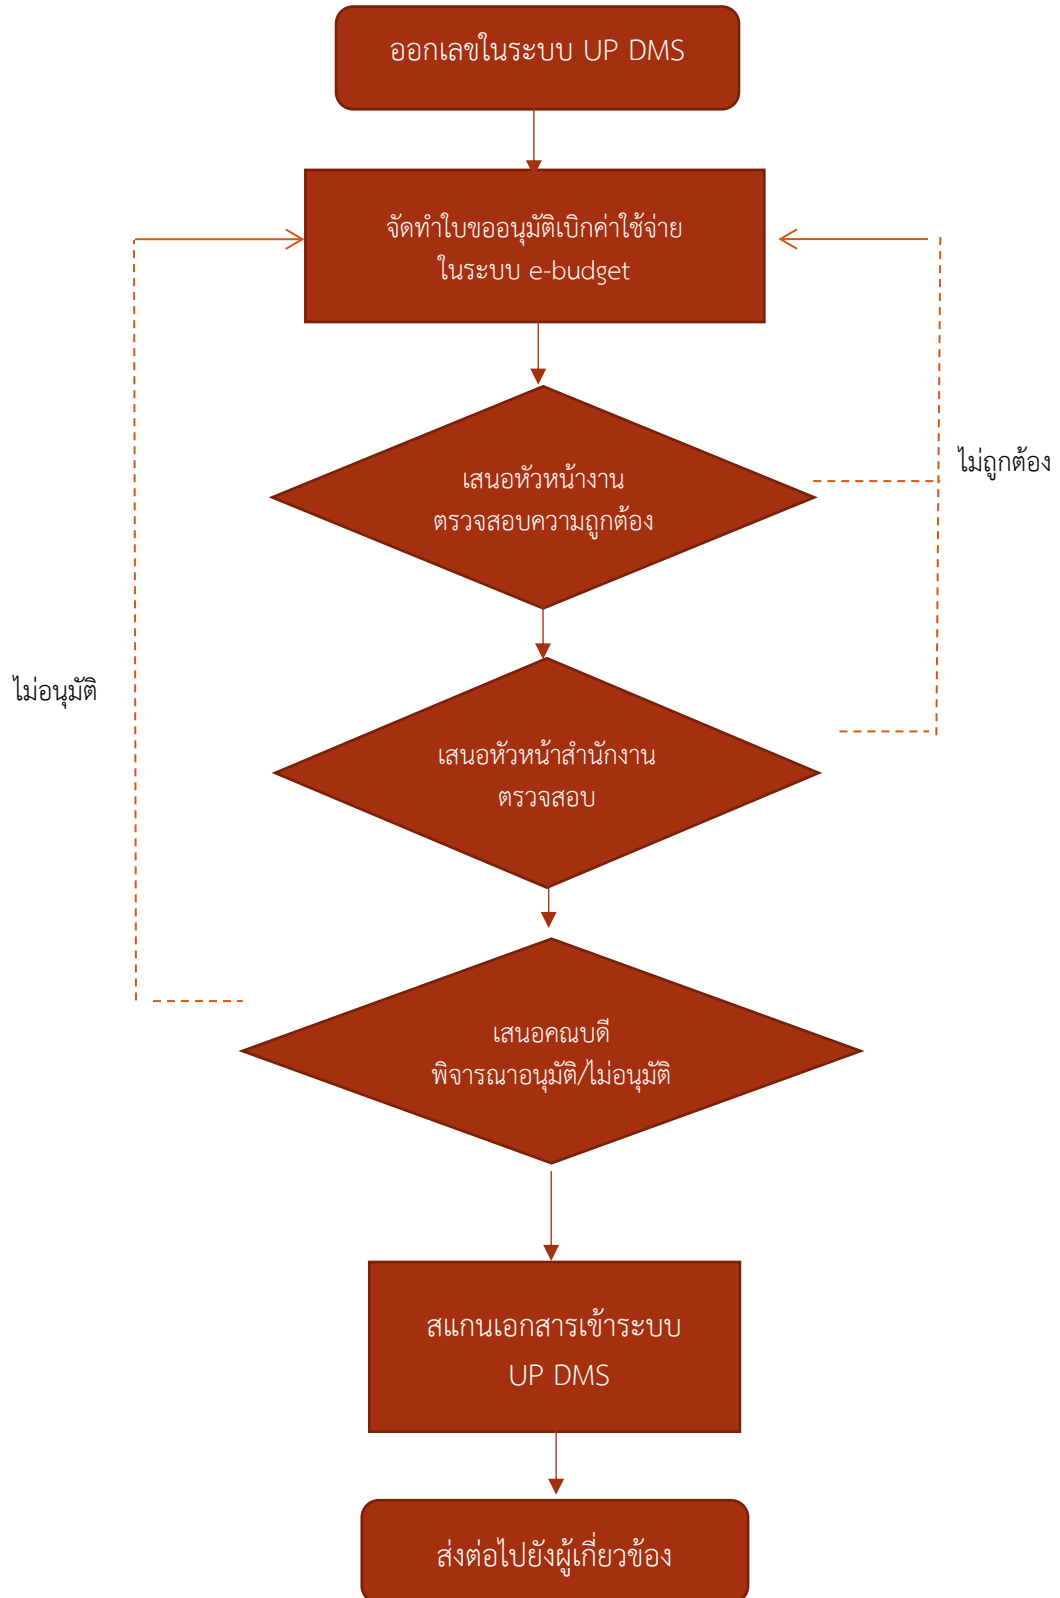 ออกเลขในระบบ UP DMS
จัดทำใบขออนุมัติเบิกค่าใช้จ่าย
ในระบบ e-budget
เสนอหัวหน้างาน
ตรวจสอบความถูกต้อง
ไม่ถูกต้อง
ไม่อนุมัติ
เสนอหัวหน้าสำนักงาน
ตรวจสอบ
เสนอคณบดี
พิจารณาอนุมัติ/ไม่อนุมัติ
สแกนเอกสารเข้าระบบ
UP DMS
ส่งต่อไปยังผู้เกี่ยวข้อง